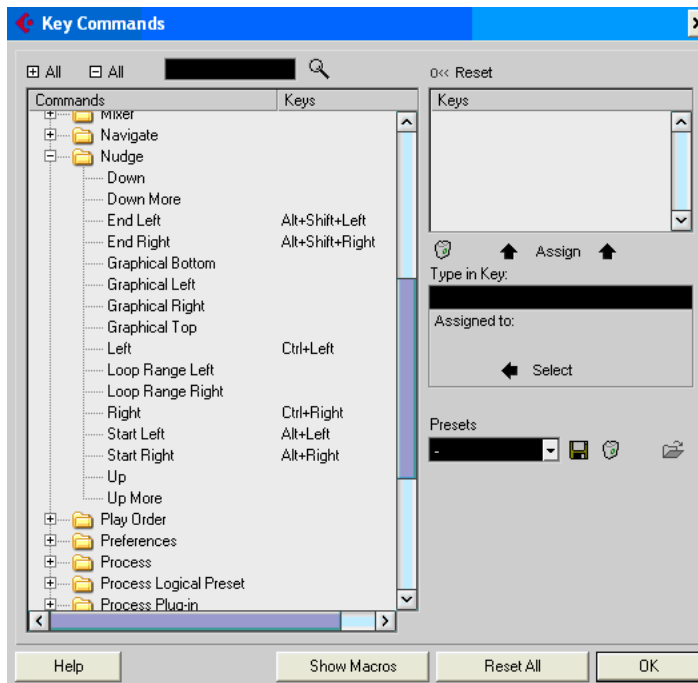 Key Commands
All All
0<< Reset
Commands Keys
Mixer
Navigate
Nudge
Down
Down More
End Left Alt+Shift+Left
End Right Alt+Shift+Right
Graphical Bottom
Graphical Left
Graphical Right
Graphical Top
Left Ctrl+Left
Loop Range Left
Loop Range Right
Right Ctrl+Right
Start Left Alt+Left
Start Right Alt+Right
Up
Up More
Play Order
Preferences
Process
Process Logical Preset
Process Plug-in
Keys
Assign
Type in Key:
Assigned to:
Select
Presets
-
Help
Show Macros
Reset All
OK